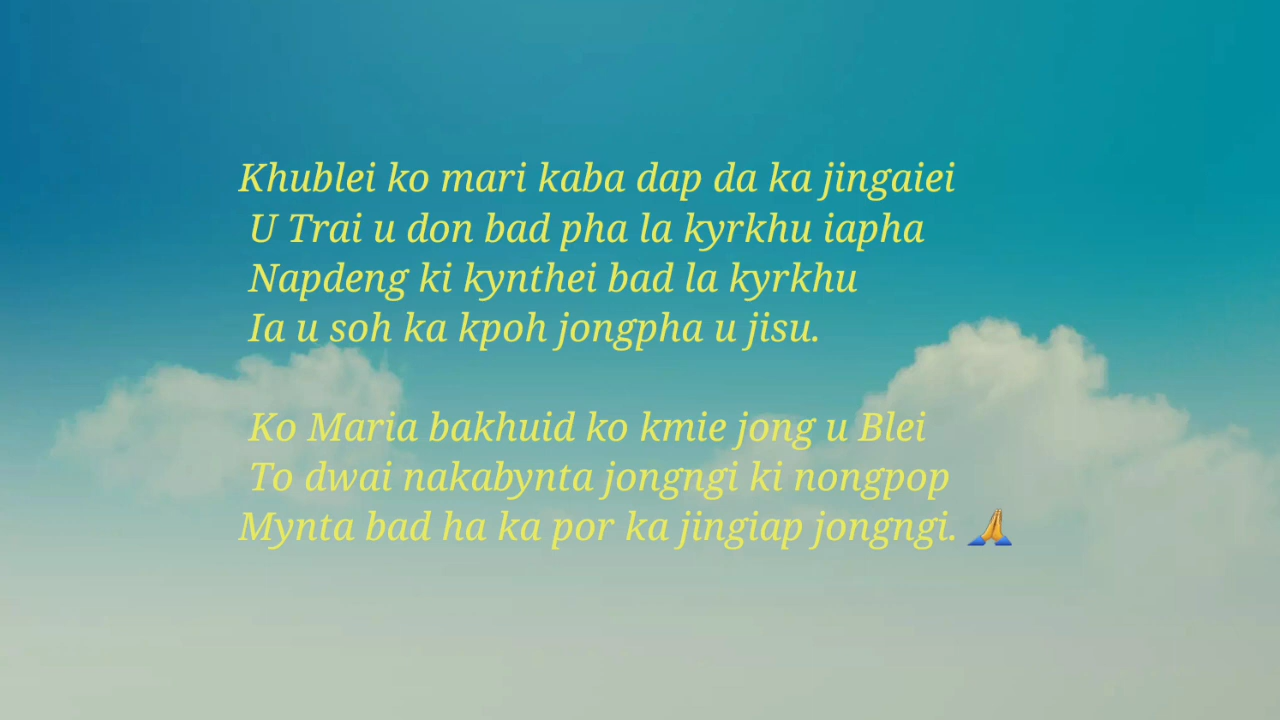 Khublei ko mari kaba dap da ka jingaiei
U Trai u don bad pha la kyrkhu iapha
Napdeng ki kynthei bad la kyrkhu
Ia u soh ka kpoh jongpha u jisu.
Ko Maria bakhuid ko kmie jong u Blei
To dwai nakabynta jongngi ki nongpop
Mynta bad ha ka por ka jingiap jongngi. 🙏